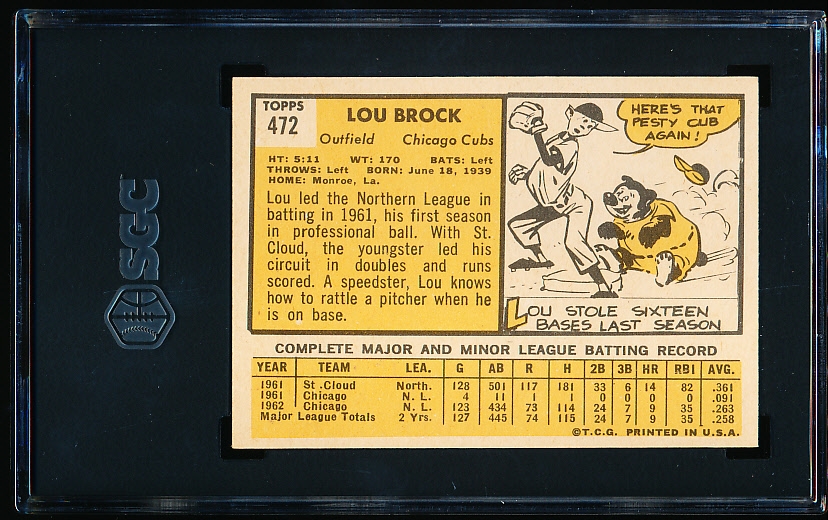 SGC
TOPPS
472
LOU BROCK
Outfield Chicago Cubs
HT: 5:11 WT: 170 BATS: Left
THROWS: Left BORN: June 18, 1939
HOME: Monroe, La.
Lou led the Northern League in
batting in 1961, his first season
in professional ball. With St.
Cloud, the youngster led his
circuit in doubles and runs
scored. A speedster, Lou knows
how to rattle a pitcher when he
is on base.
HERE'S THAT
PESTY CUB
AGAIN!
LOU STOLE SIXTEEN
BASES LAST SEASON
COMPLETE MAJOR AND MINOR LEAGUE BATTING RECORD
YEAR TEAM LEA. G AB R H 2B 3B HR RBI AVG.
1961 St. Cloud North. 128 501 117 181 33 6 14 82 .361
1961 Chicago N. L. 4 11 1 1 0 0 0 0 .091
1962 Chicago N. L. 123 434 73 114 24 7 9 35 .263
Major League Totals 2 Yrs. 127 445 74 115 24 7 9 35 .258
©T.C.G. PRINTED IN U.S.A.